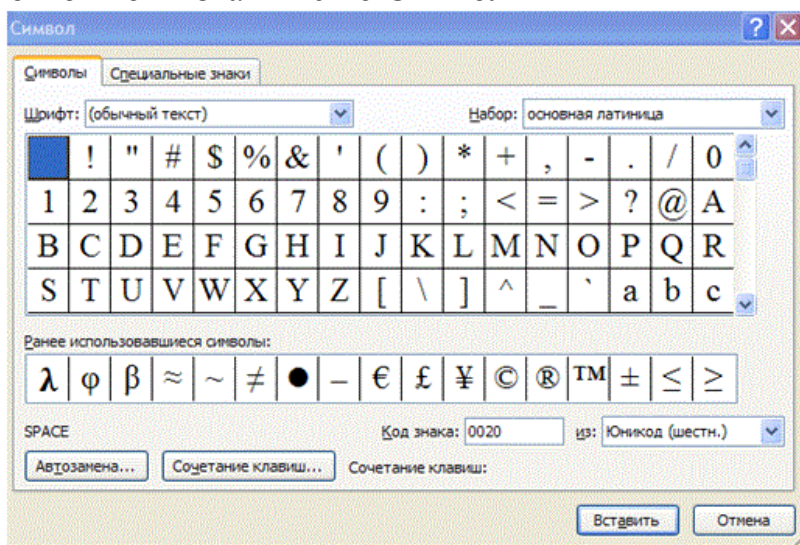 Символ
Символы Специальные знаки
Шрифт: (обычный текст) Набор: основная латиница
! " # $ % & ' ( ) * + , - . / 0
1 2 3 4 5 6 7 8 9 : ; < = > ? @ A
B C D E F G H I J K L M N O P Q R
S T U V W X Y Z [ \ ] ^ _ ` a b c
Ранее использовавшиеся символы:
λ φ β ≈ ~ ≠ ● – € £ ¥ © ® ™ ± ≤ ≥
SPACE Код знака: 0020 из: Юникод (шестн.)
Автозамена... Сочетание клавиш... Сочетание клавиш:
Вставить Отмена